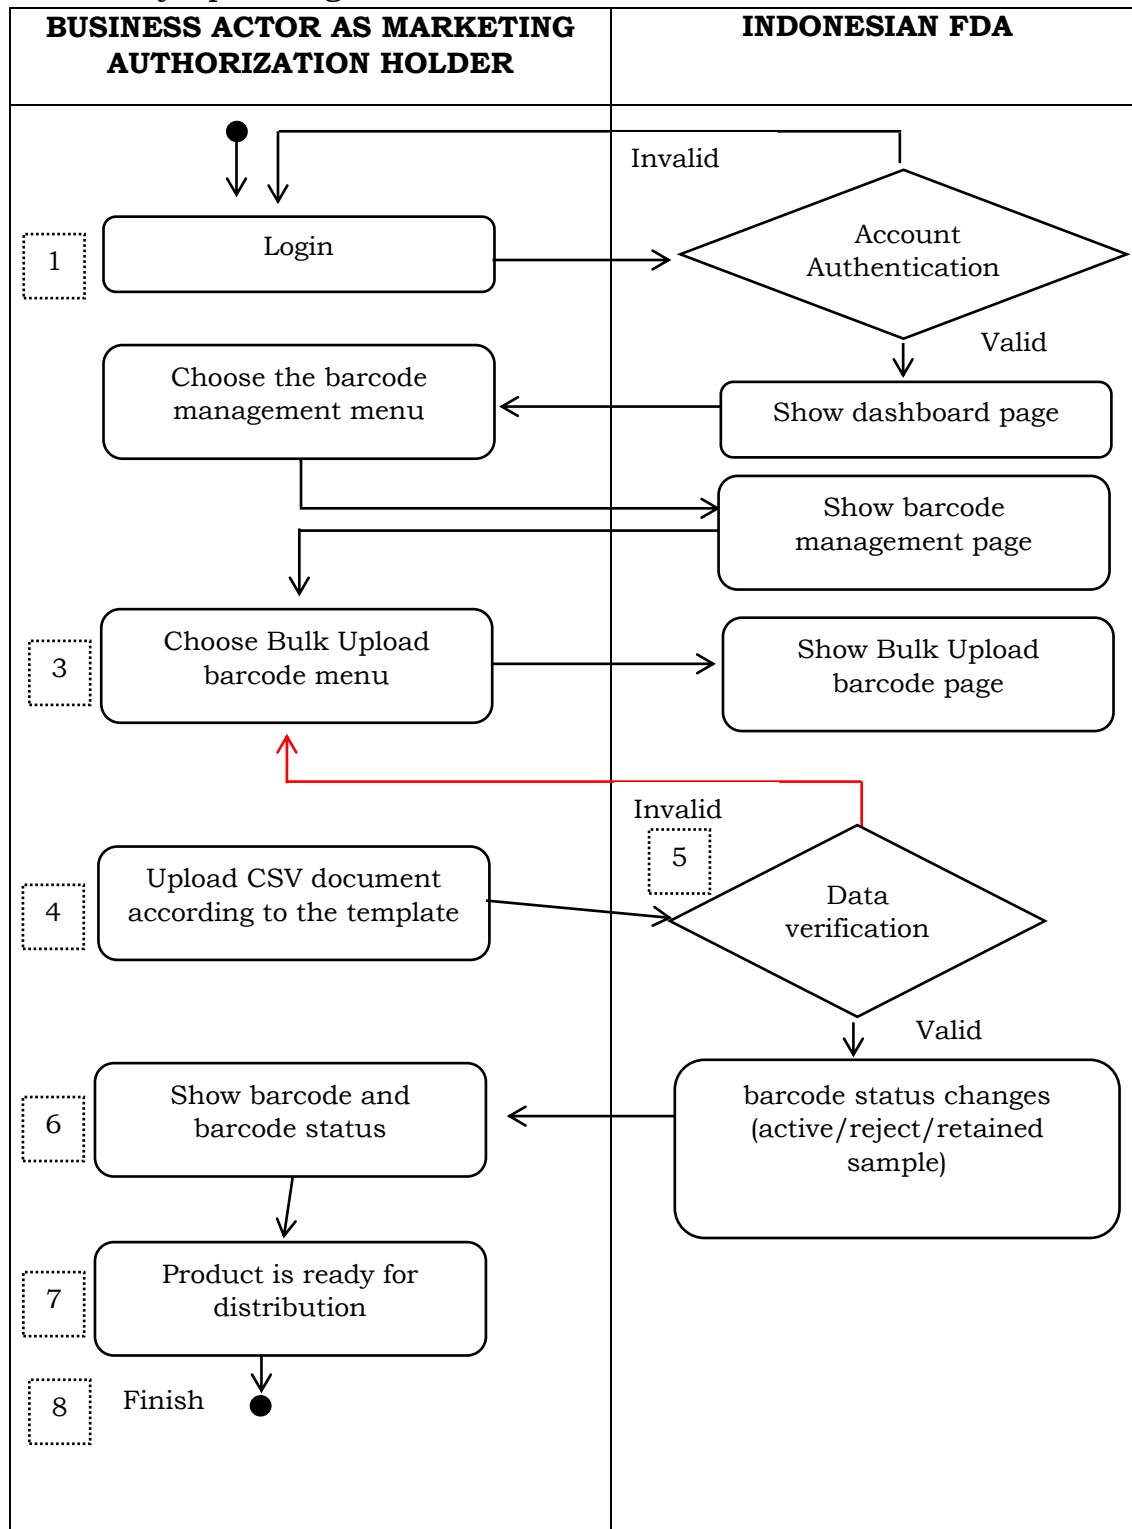 BUSINESS ACTOR AS MARKETING
AUTHORIZATION HOLDER
INDONESIAN FDA
Invalid
1
Login
Account
Authentication
Valid
Choose the barcode
management menu
Show dashboard page
Show barcode
management page
3
Choose Bulk Upload
barcode menu
Show Bulk Upload
barcode page
Invalid
5
4
Upload CSV document
according to the template
Data
verification
Valid
6
Show barcode and
barcode status
barcode status changes
(active/reject/retained
sample)
7
Product is ready for
distribution
8
Finish